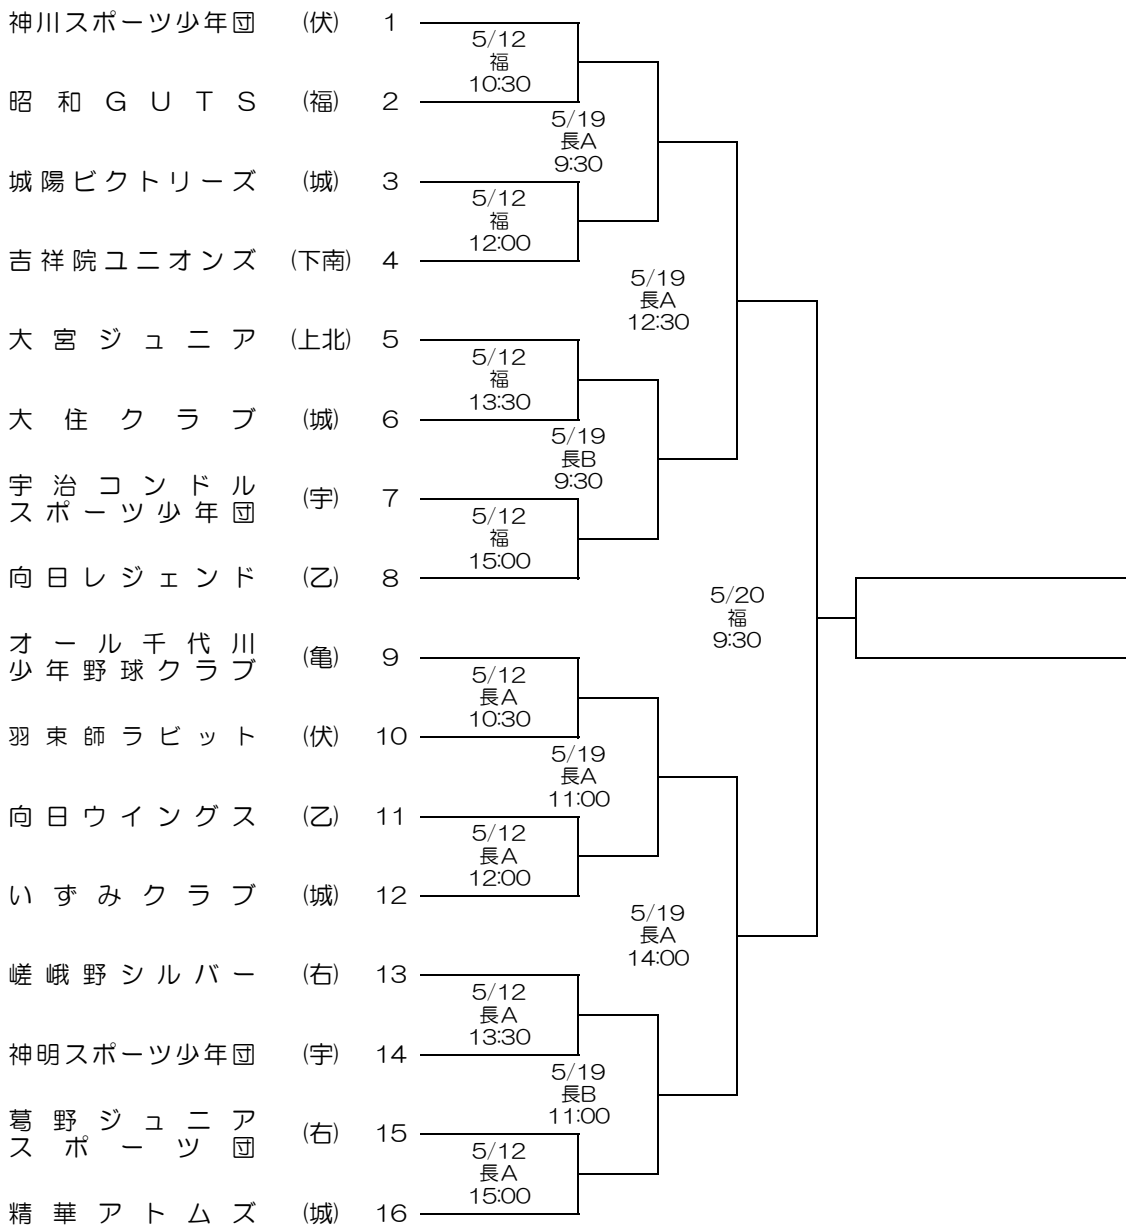 神川スポーツ少年団 (伏) 1
5/12
福
10:30
昭和GUTS (福) 2
5/19
長A
9:30
城陽ビクトリーズ (城) 3
5/12
福
12:00
吉祥院ユニオンズ (下南) 4
5/19
長A
12:30
大宮ジュニア (上北) 5
5/12
福
13:30
大住クラブ (城) 6
5/19
長B
9:30
宇治コンドル
スポーツ少年団 (宇) 7
5/12
福
15:00
向日レジェンド (乙) 8
5/20
福
9:30
オール千代川
少年野球クラブ (亀) 9
5/12
長A
10:30
羽束師ラビット (伏) 10
5/19
長A
11:00
向日ウイングス (乙) 11
5/12
長A
12:00
いずみクラブ (城) 12
5/19
長A
14:00
嵯峨野シルバー (右) 13
5/12
長A
13:30
神明スポーツ少年団 (宇) 14
5/19
長B
11:00
葛野ジュニア
スポーツ団 (右) 15
5/12
長A
15:00
精華アトムズ (城) 16